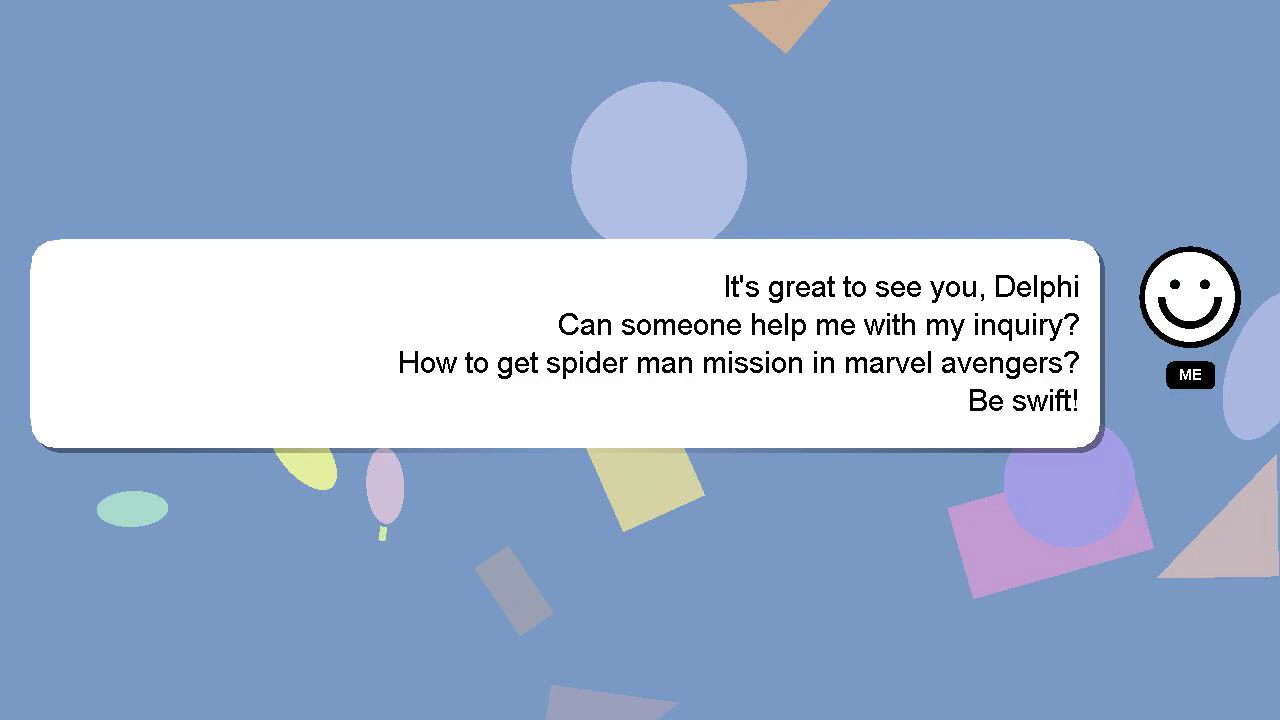 It's great to see you, Delphi
Can someone help me with my inquiry?
How to get spider man mission in marvel avengers?
Be swift!
ME